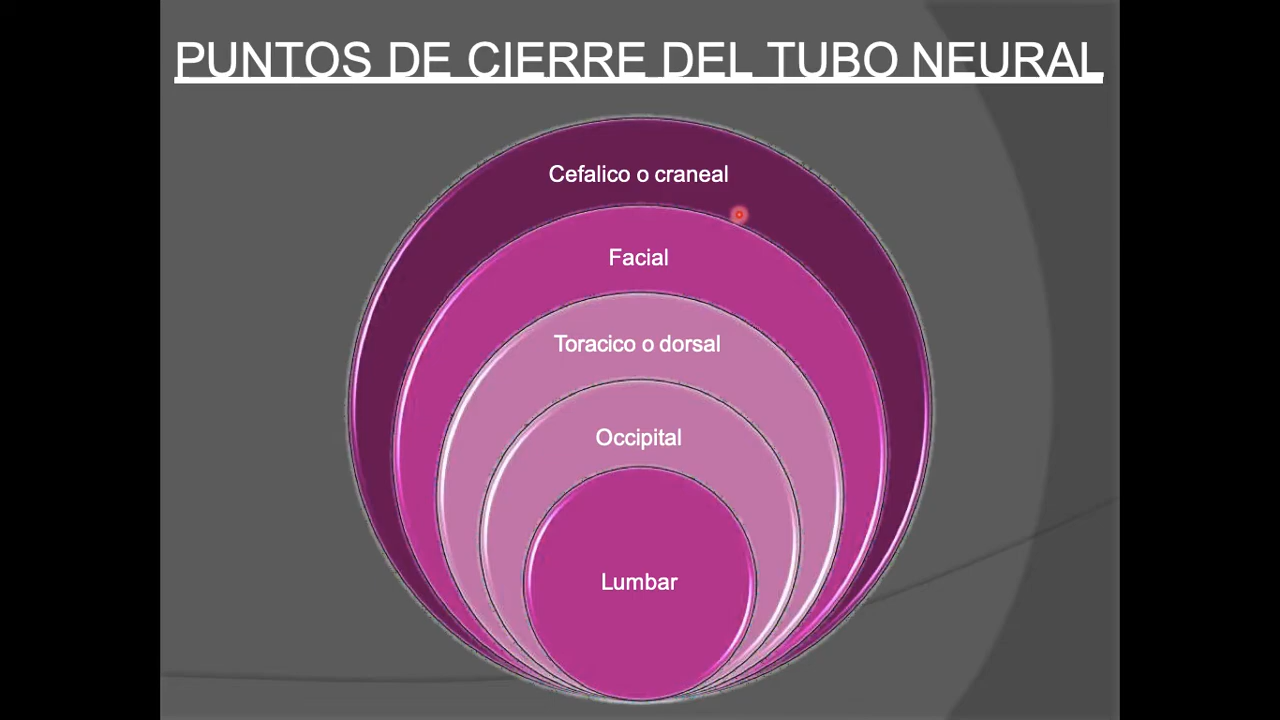 PUNTOS DE CIERRE DEL TUBO NEURAL
Cefalico o craneal
Facial
Toracico o dorsal
Occipital
Lumbar